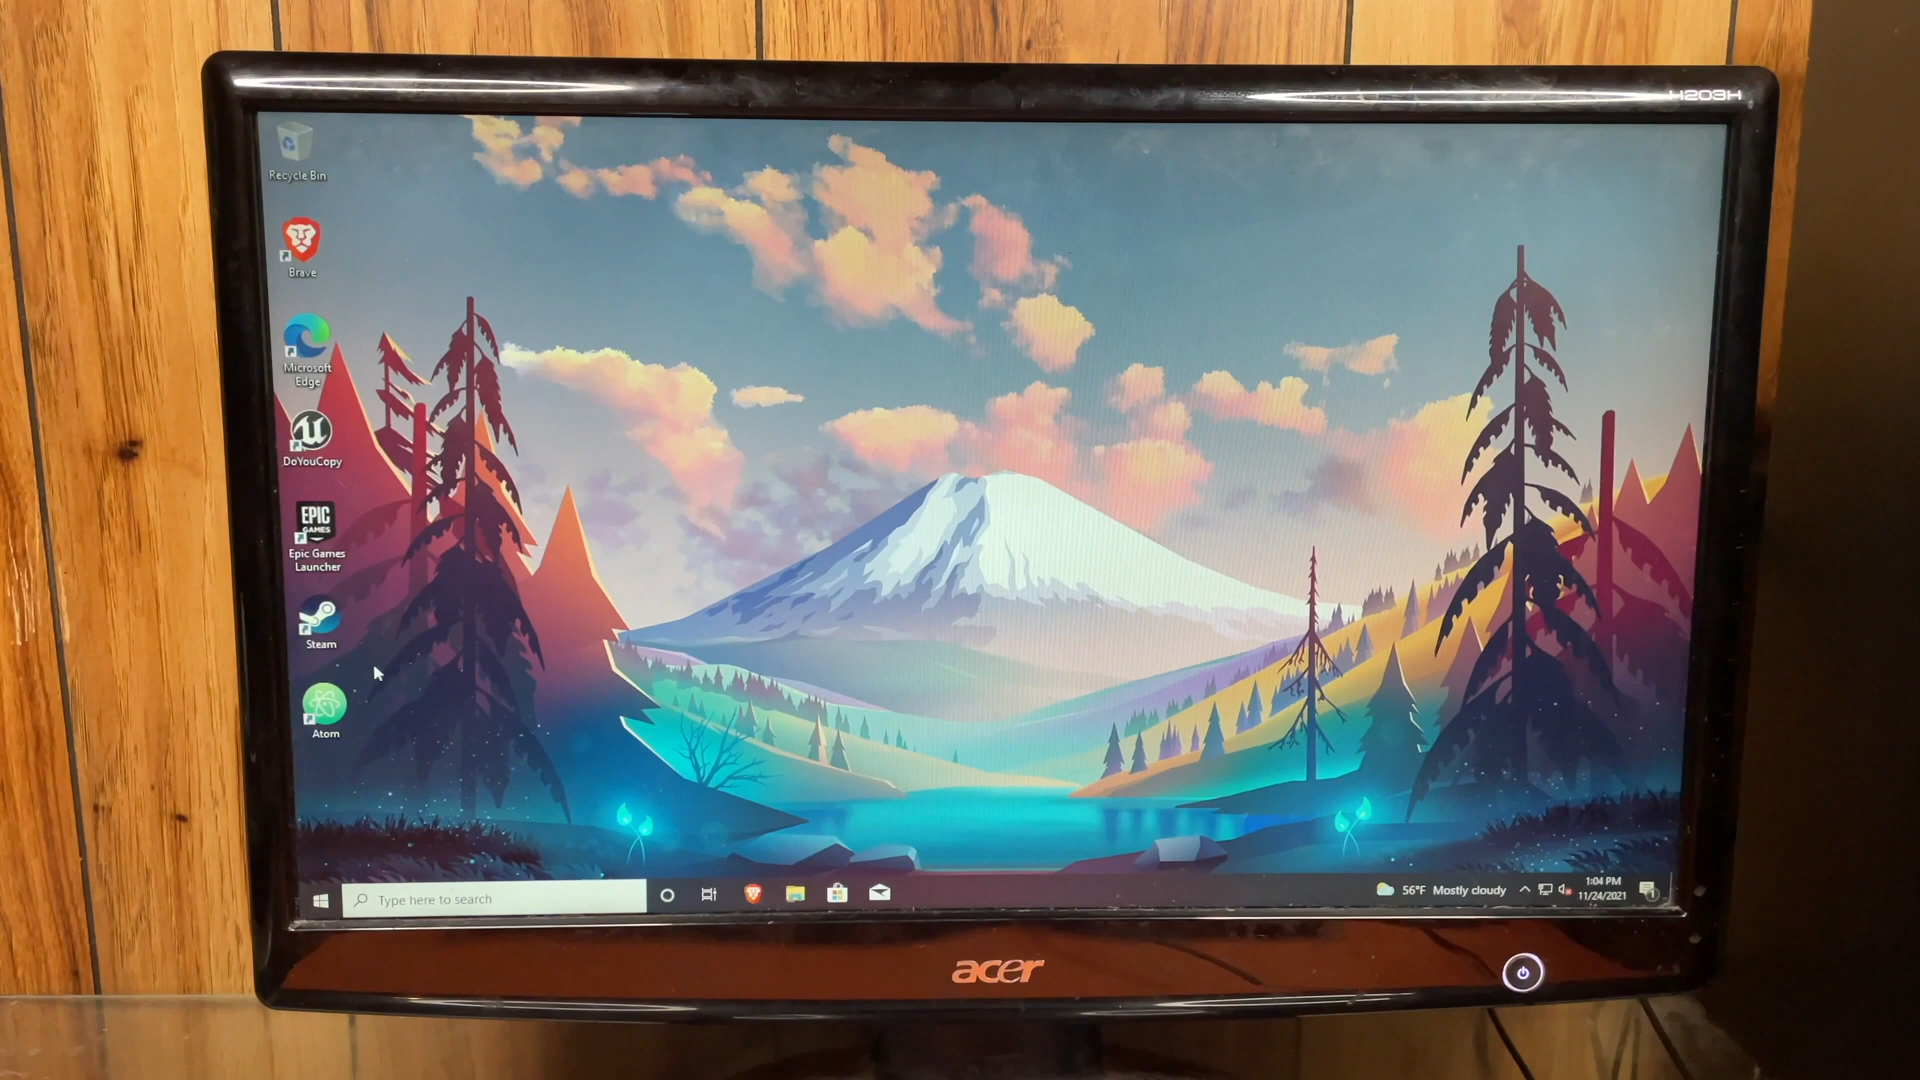 H203H
Recycle Bin
Brave
Microsoft
Edge
DoYouCopy
EPIC
GAMES
Epic Games
Launcher
Steam
Atom
Type here to search
56°F Mostly cloudy
1:04 PM
11/24/2021
1
acer